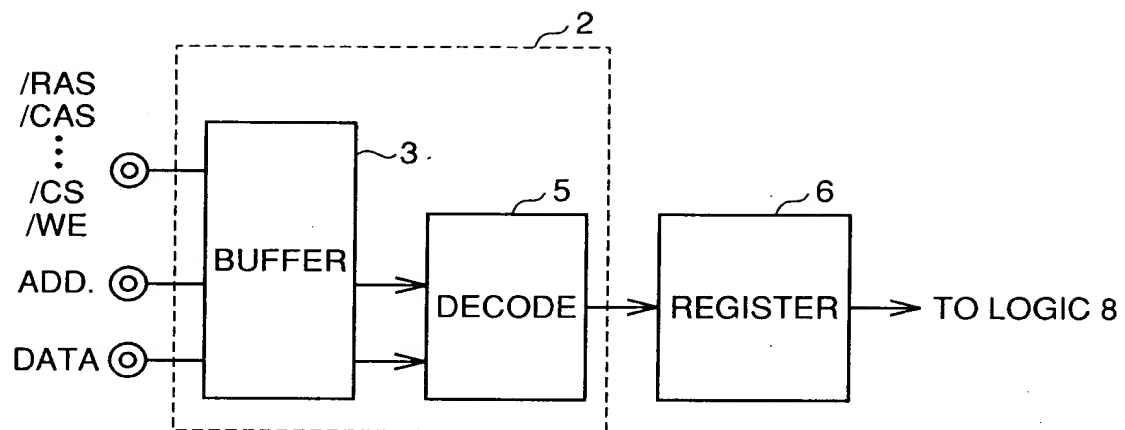 2
/RAS
/CAS
/CS
/WE
3
5
6
BUFFER
ADD.
DECODE
REGISTER
TO LOGIC 8
DATA